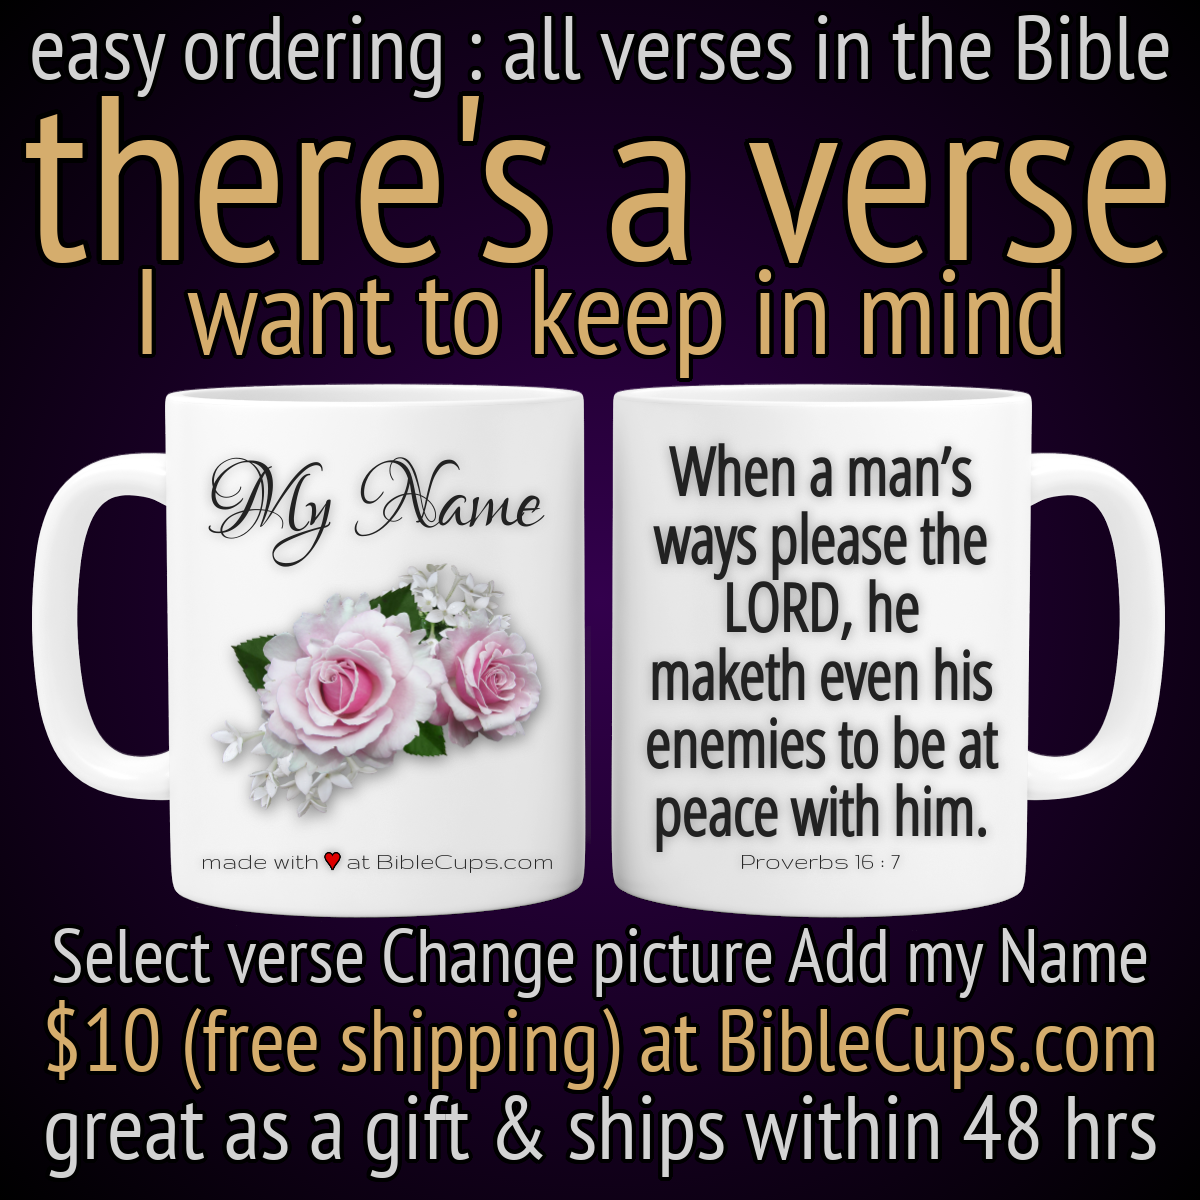 easy ordering : all verses in the Bible
there's a verse
I want to keep in mind
My Name
made with ♥ at BibleCups.com
When a man’s
ways please the
LORD, he
maketh even his
enemies to be at
peace with him.
Proverbs 16 : 7
Select verse Change picture Add my Name
$10 (free shipping) at BibleCups.com
great as a gift & ships within 48 hrs